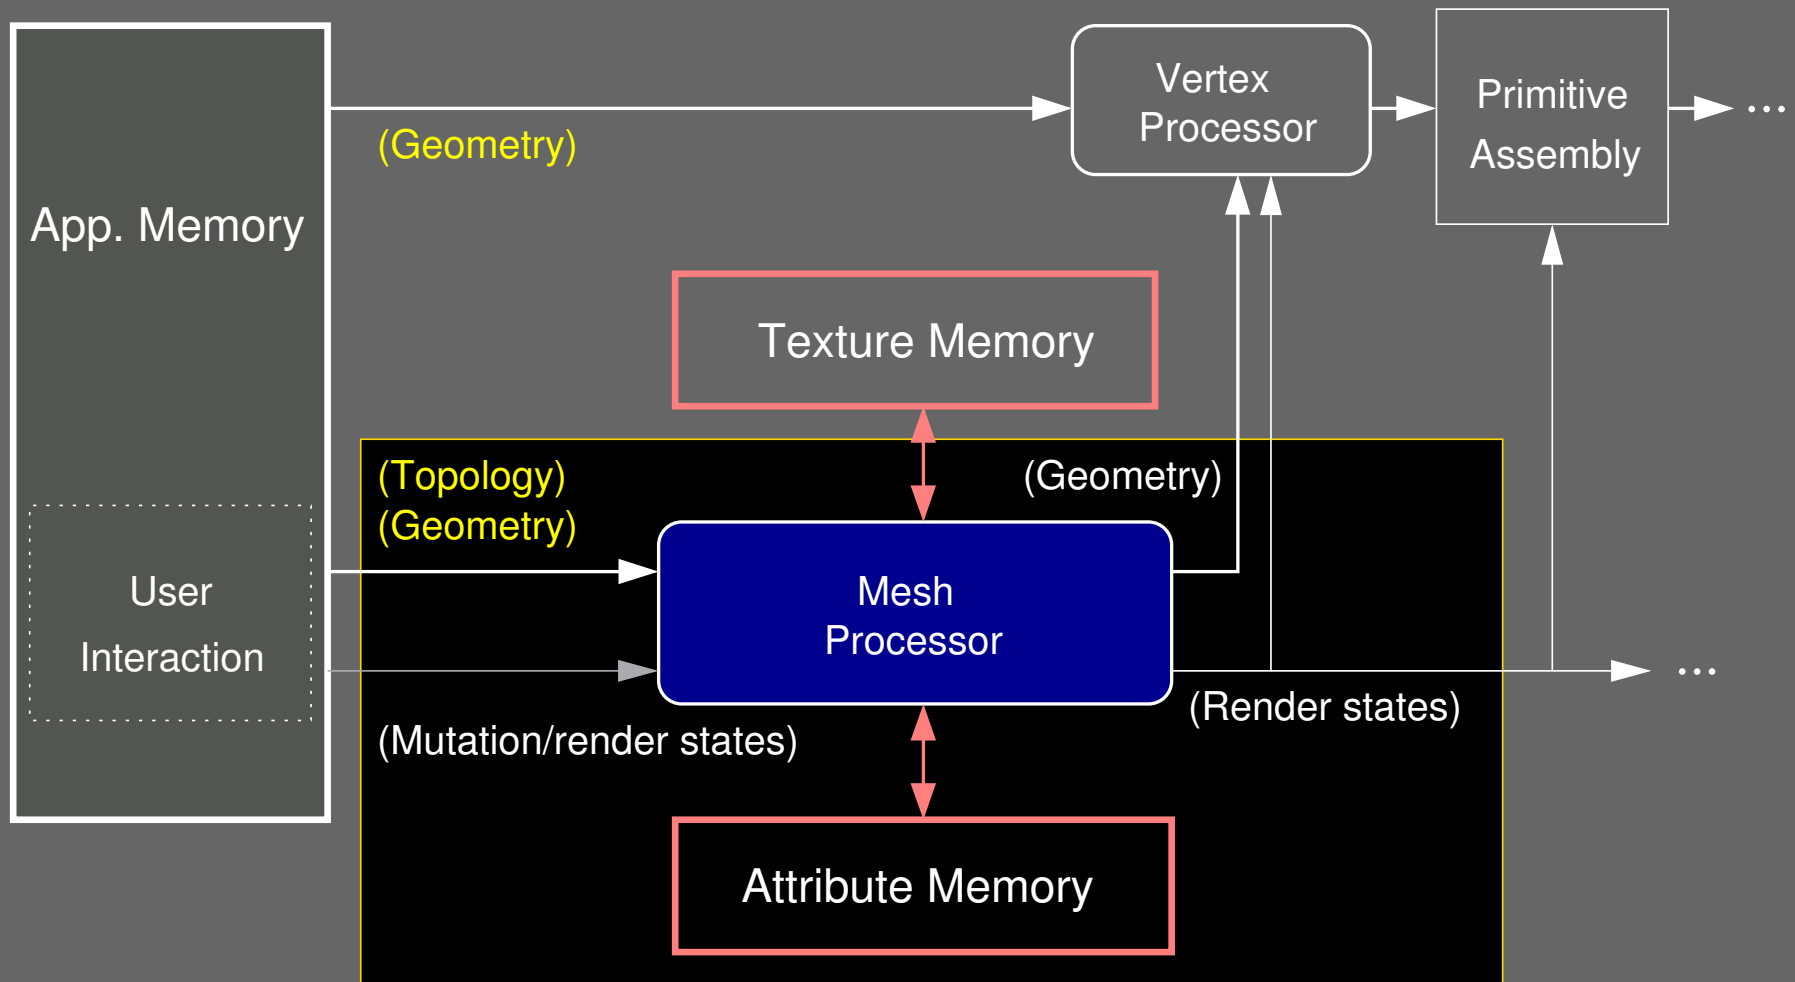 Vertex
Processor
Primitive
Assembly
...
(Geometry)
App. Memory
Texture Memory
(Topology)
(Geometry)
(Geometry)
User
Interaction
Mesh
Processor
...
(Mutation/render states)
(Render states)
Attribute Memory